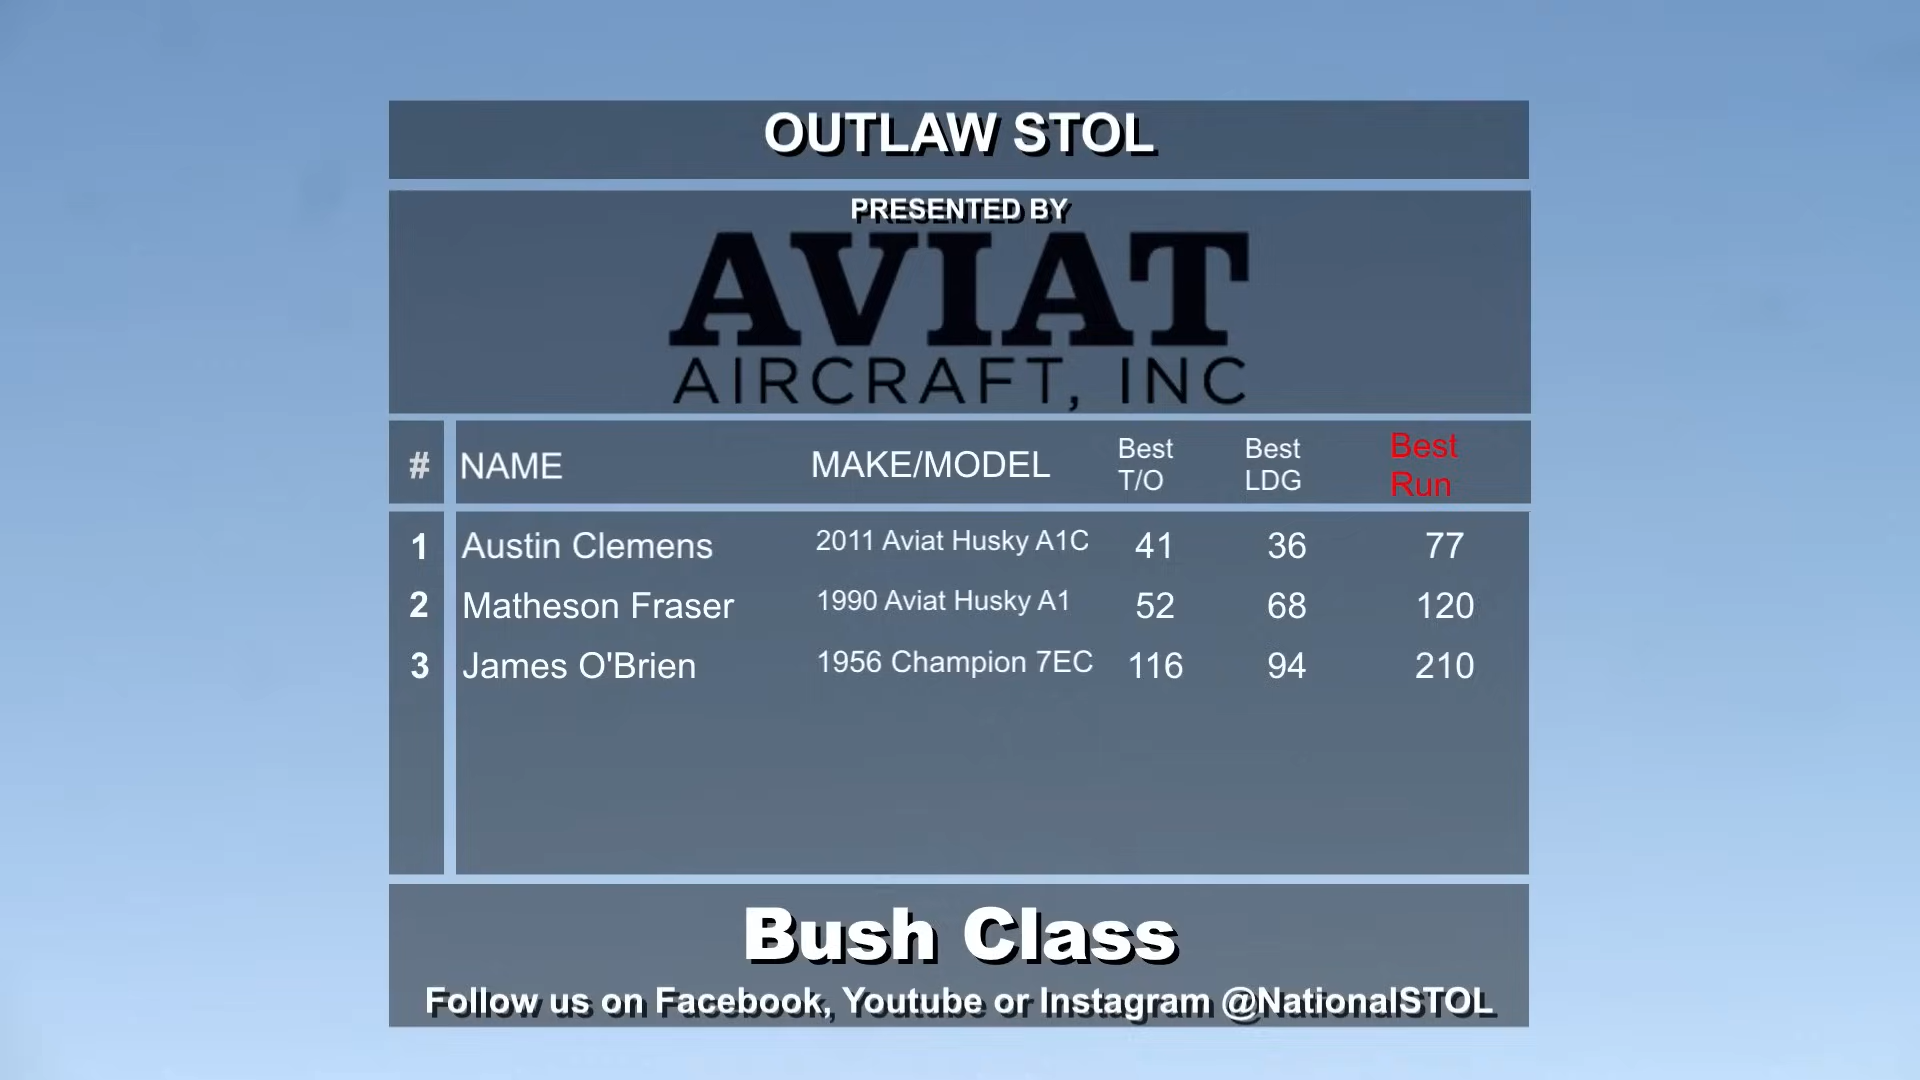 OUTLAW STOL
PRESENTED BY
AVIAT
AIRCRAFT, INC
# NAME MAKE/MODEL Best T/O Best LDG Best Run
1 Austin Clemens 2011 Aviat Husky A1C 41 36 77
2 Matheson Fraser 1990 Aviat Husky A1 52 68 120
3 James O'Brien 1956 Champion 7EC 116 94 210
Bush Class
Follow us on Facebook, Youtube or Instagram @NationalSTOL